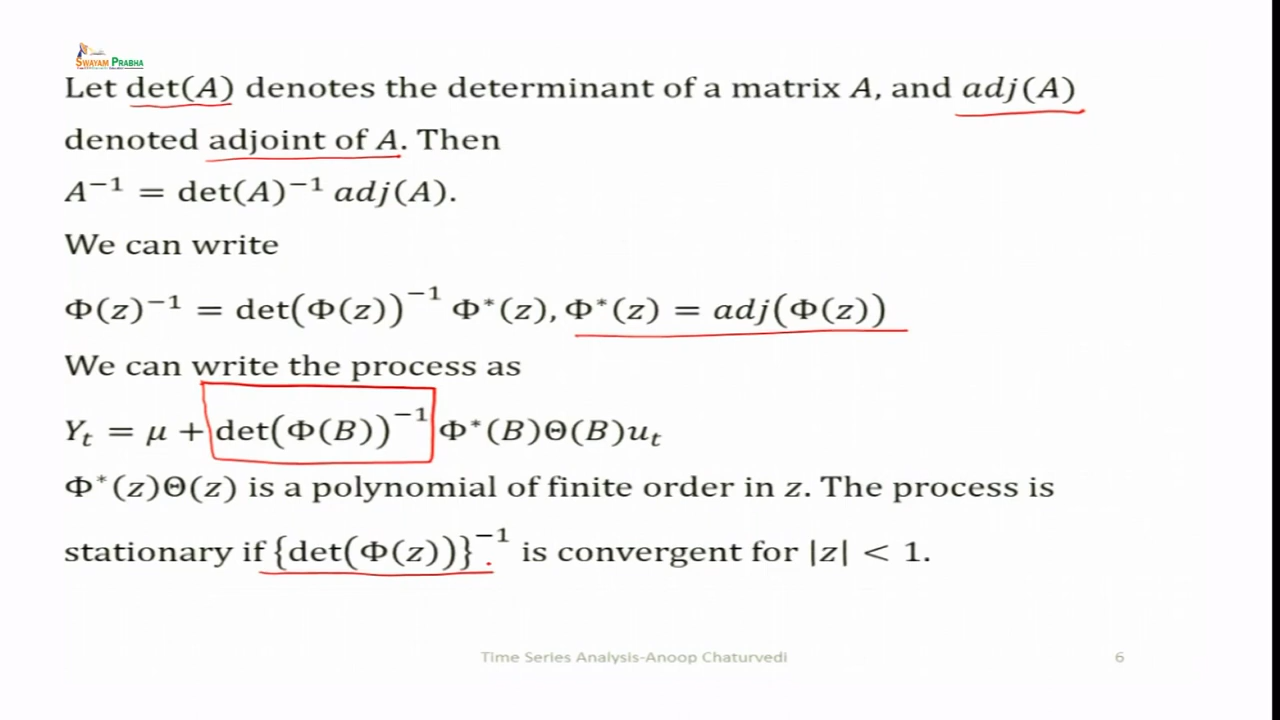 SWAYAM PRABHA
Let det(A) denotes the determinant of a matrix A, and adj(A)
denoted adjoint of A. Then
A⁻¹ = det(A)⁻¹ adj(A).
We can write
Φ(z)⁻¹ = det(Φ(z))⁻¹ Φ*(z), Φ*(z) = adj(Φ(z))
We can write the process as
Yₜ = μ + det(Φ(B))⁻¹ Φ*(B)Θ(B)uₜ
Φ*(z)Θ(z) is a polynomial of finite order in z. The process is
stationary if {det(Φ(z))}⁻¹ is convergent for |z| < 1.
Time Series Analysis-Anoop Chaturvedi
6